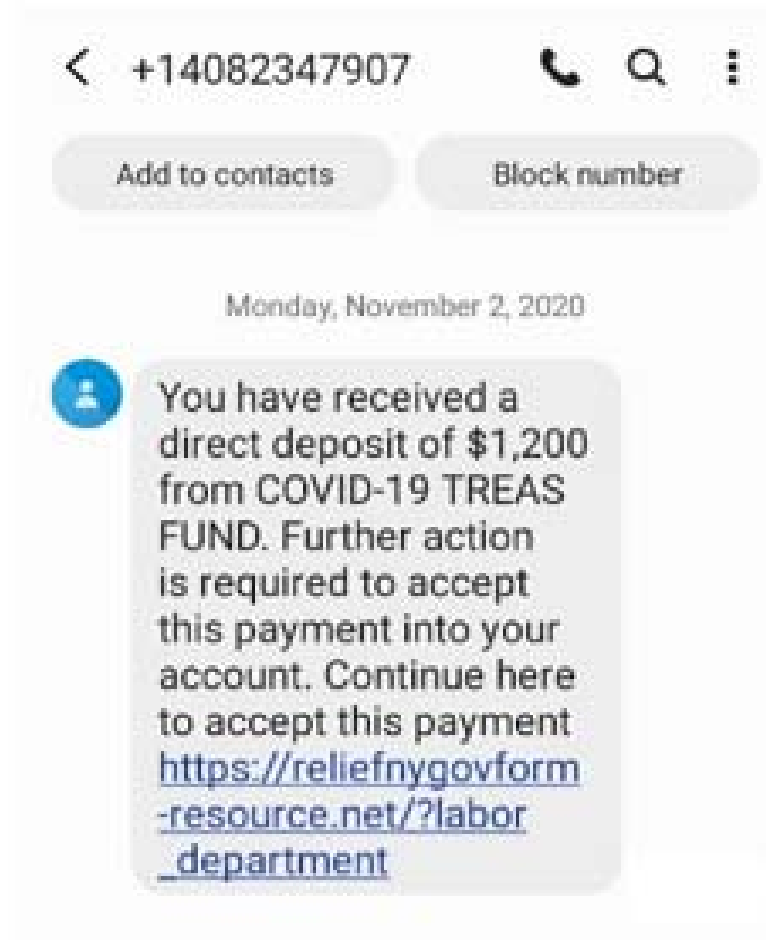 +14082347907
Add to contacts
Block number
Monday, November 2, 2020
You have received a
direct deposit of $1,200
from COVID-19 TREAS
FUND. Further action
is required to accept
this payment into your
account. Continue here
to accept this payment
https://reliefnygovform
-resource.net/?labor
_department